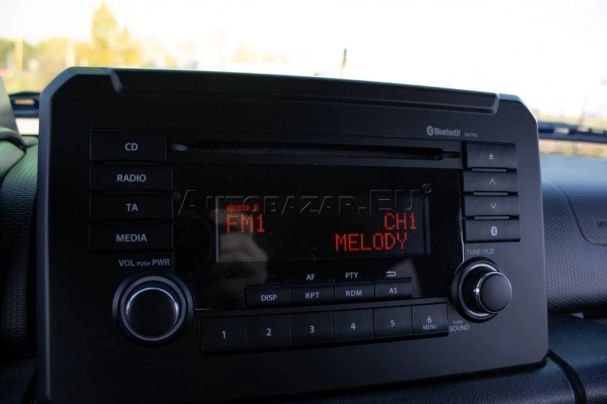 Bluetooth
CD
RADIO
TA
MEDIA
VOL PUSH PWR
AUTOBAZAR.EU
FM1 CH1
MELODY
TUNE/FLD
AF PTY
DISP RPT RDM AS
1 2 3 4 5 6
MENU
PUSH
SOUND